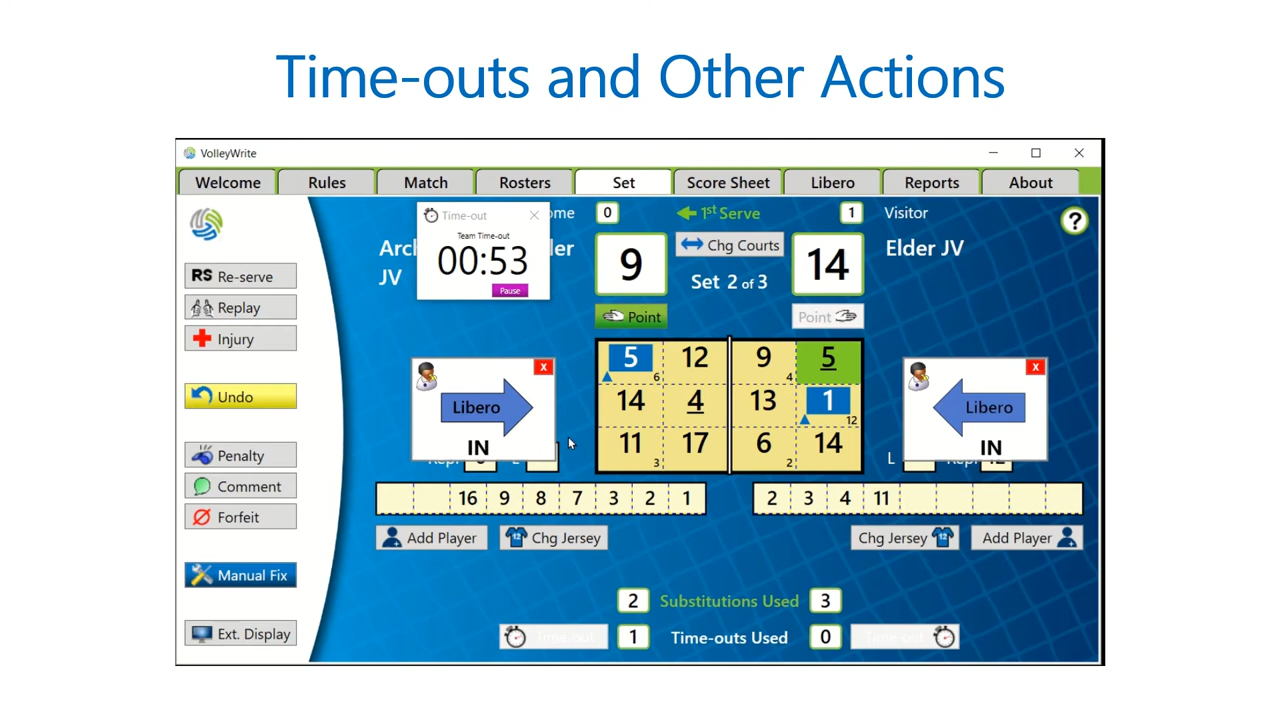 Time-outs and Other Actions
VolleyWrite
Welcome Rules Match Rosters Set Score Sheet Libero Reports About
Time-out
Team Time-out
00:53
Pause
0 1st Serve 1 Visitor
JV
9 Chg Courts 14 Elder JV
Set 2 of 3
Point Point
RS Re-serve
Replay
Injury
Undo
Penalty
Comment
Forfeit
Manual Fix
Ext. Display
x
Libero
IN
5 6 12 9 4 5
14 4 13 1 12
11 3 17 6 2 14
x
Libero
IN
L
16 9 8 7 3 2 1
2 3 4 11
Add Player Chg Jersey
Chg Jersey 12 Add Player
2 Substitutions Used 3
Time-out 1 Time-outs Used 0 Time-out
?